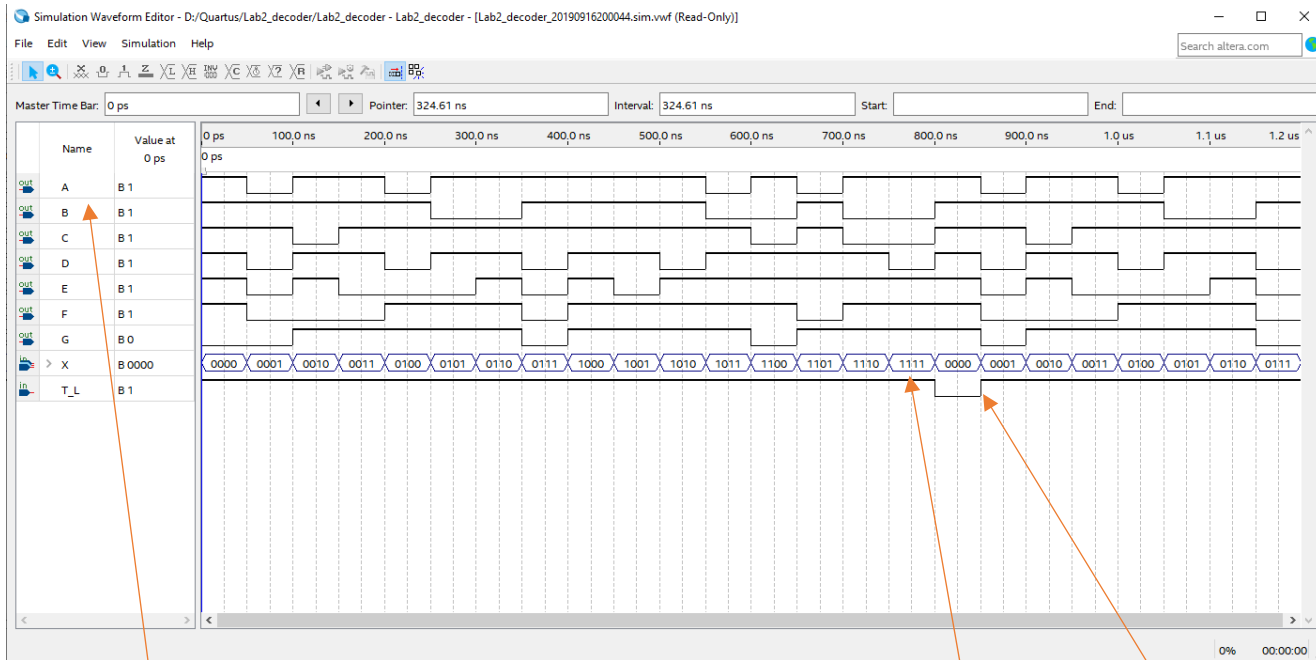 Simulation Waveform Editor - D:/Quartus/Lab2_decoder/Lab2_decoder - Lab2_decoder - [Lab2_decoder_20190916200044.sim.vwf (Read-Only)]
File Edit View Simulation Help
Search altera.com
Master Time Bar: 0 ps Pointer: 324.61 ns Interval: 324.61 ns Start: End:
Name Value at 0 ps
0 ps 100.0 ns 200.0 ns 300.0 ns 400.0 ns 500.0 ns 600.0 ns 700.0 ns 800.0 ns 900.0 ns 1.0 us 1.1 us 1.2 us
0 ps
out A B 1
out B B 1
out C B 1
out D B 1
out E B 1
out F B 1
out G B 0
in > X B 0000 0000 0001 0010 0011 0100 0101 0110 0111 1000 1001 1010 1011 1100 1101 1110 1111 0000 0001 0010 0011 0100 0101 0110 0111
in T_L B 1
0% 00:00:00